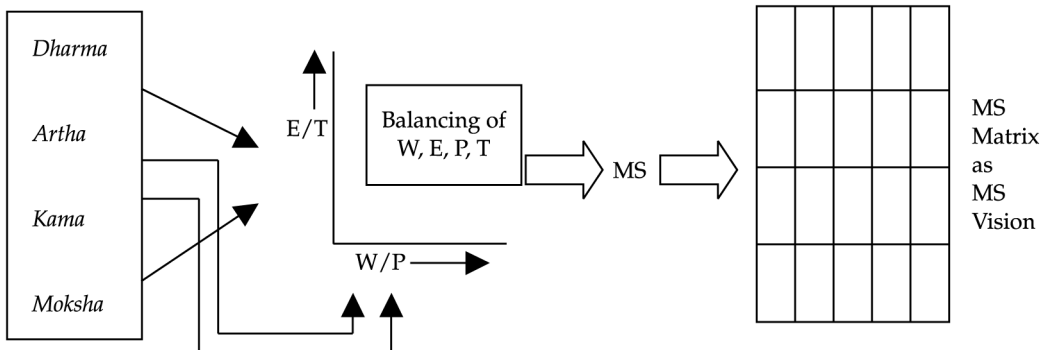 Dharma
Artha
Kama
Moksha
E/T
W/P
Balancing of
W, E, P, T
MS
MS
Matrix
as
MS
Vision